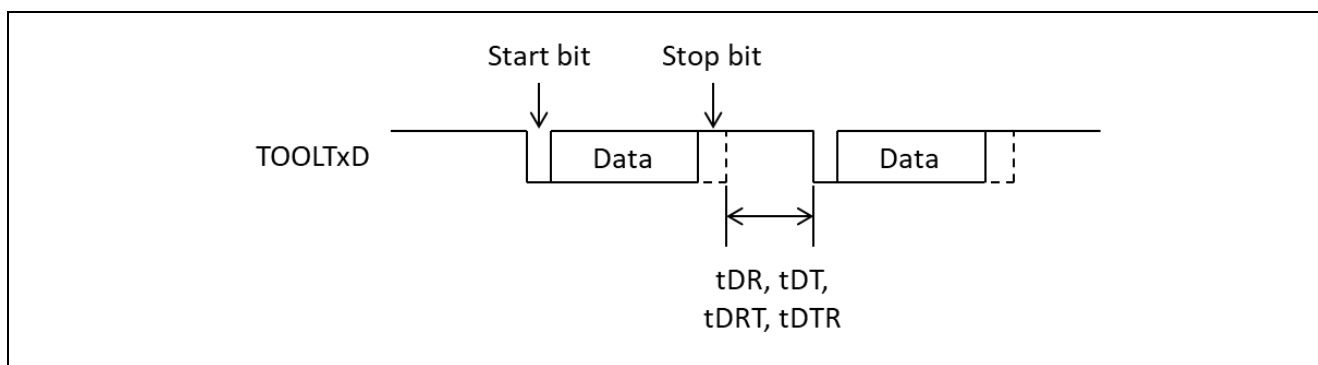 Start bit
Stop bit
TOOLTxD
Data
Data
tDR, tDT,
tDRT, tDTR